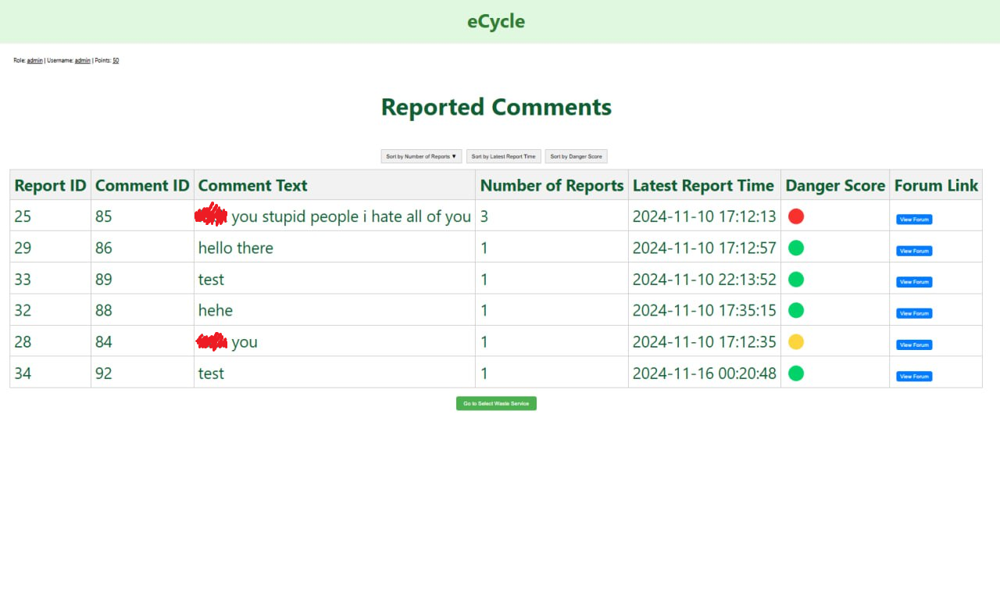 eCycle
Role: admin | Username: admin | Points: 50
Reported Comments
Sort by Number of Reports ▼ Sort by Latest Report Time Sort by Danger Score
Report ID Comment ID Comment Text Number of Reports Latest Report Time Danger Score Forum Link
25 85 you stupid people i hate all of you 3 2024-11-10 17:12:13 View Forum
29 86 hello there 1 2024-11-10 17:12:57 View Forum
33 89 test 1 2024-11-10 22:13:52 View Forum
32 88 hehe 1 2024-11-10 17:35:15 View Forum
28 84 you 1 2024-11-10 17:12:35 View Forum
34 92 test 1 2024-11-16 00:20:48 View Forum
Go to Select Waste Service